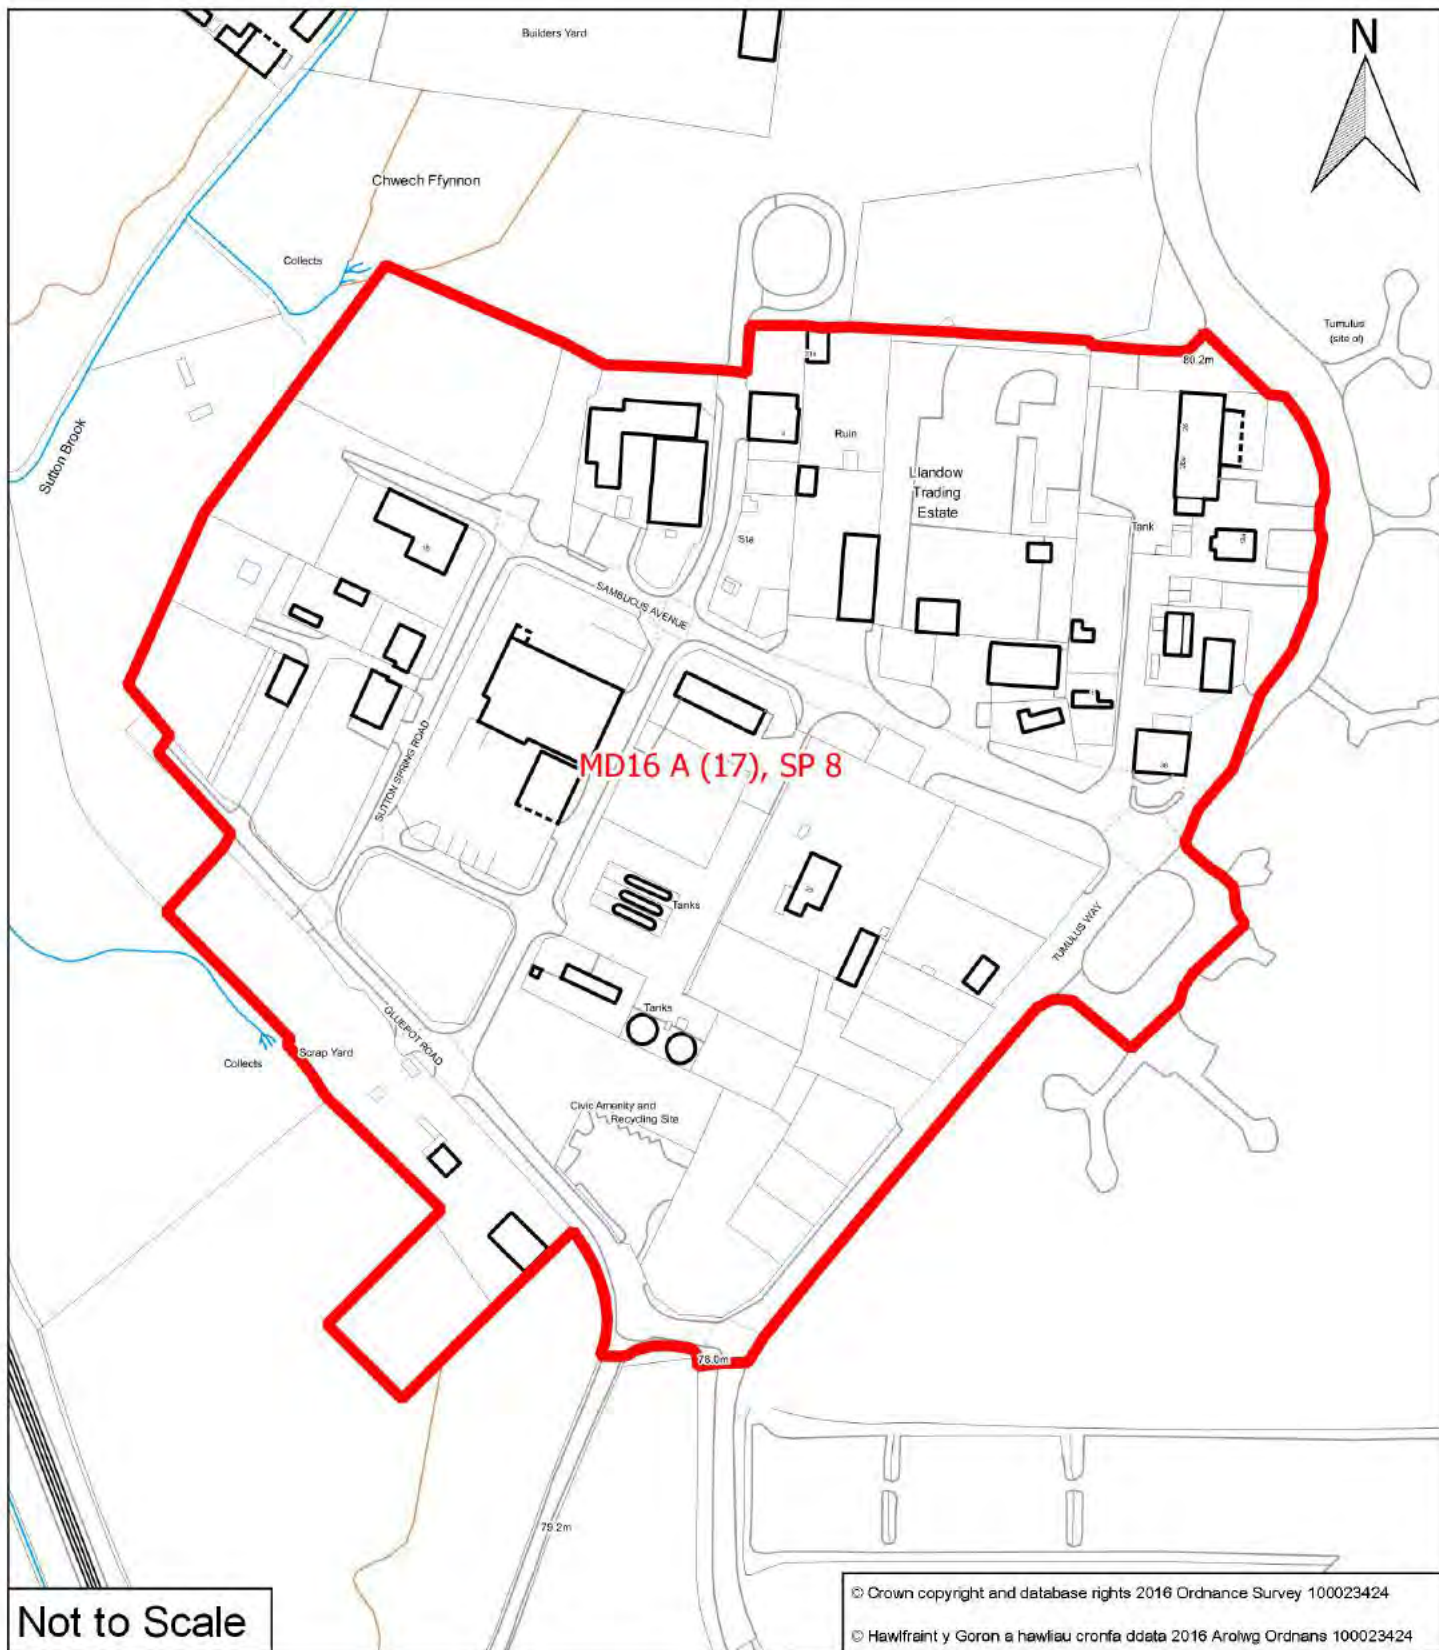 Builders Yard
N
Chwech Ffynnon
Collects
Tumulus
(site of)
80.2m
Sutton Brook
Ruin
Llandow
Trading
Estate
Tank
Sta
SAMBUCUS AVENUE
SUTTON SPRING ROAD
MD16 A (17), SP 8
Tanks
TUMULUS WAY
Tanks
GLUEPOT ROAD
Scrap Yard
Collects
Civic Amenity and
Recycling Site
78.0m
79.2m
Not to Scale
© Crown copyright and database rights 2016 Ordnance Survey 100023424
© Hawlfraint y Goron a hawliau cronfa ddata 2016 Arolwg Ordnans 100023424